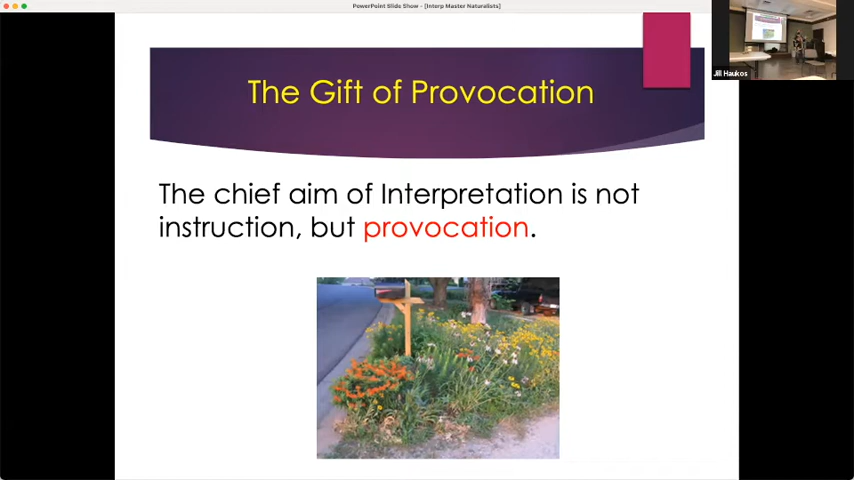 PowerPoint Slide Show - [Interp Master Naturalists]
Jill Haukos
The Gift of Provocation
The chief aim of Interpretation is not
instruction, but provocation.